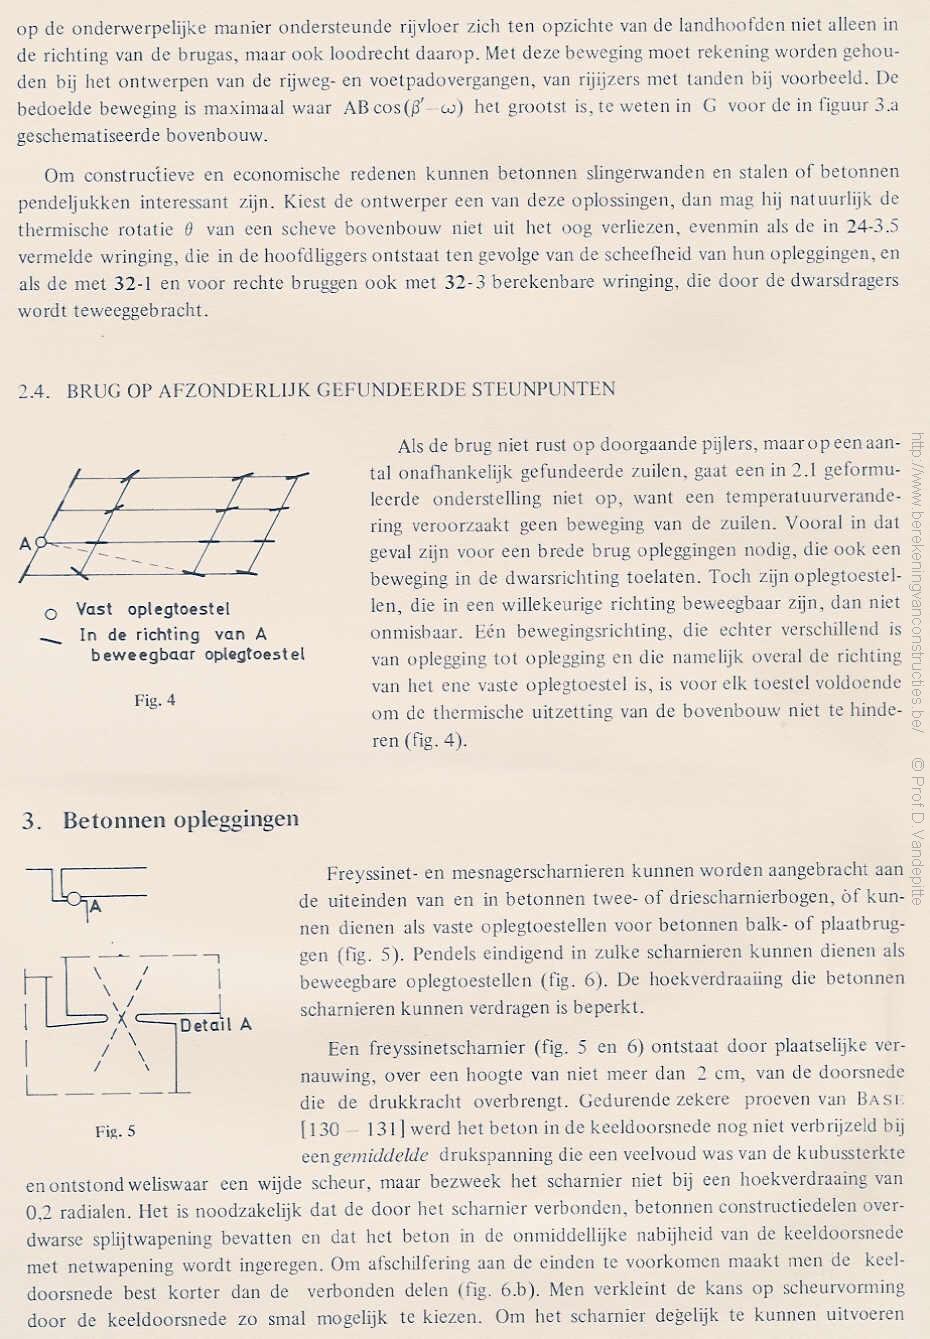 op de onderwerpelijke manier ondersteunde rijvloer zich ten opzichte van de landhoofden niet alleen in
de richting van de brugas, maar ook loodrecht daarop. Met deze beweging moet rekening worden gehou-
den bij het ontwerpen van de rijweg- en voetpadovergangen, van rijijzers met tanden bij voorbeeld. De
bedoelde beweging is maximaal waar AB cos(β′-ω) het grootst is, te weten in G voor de in figuur 3.a
geschematiseerde bovenbouw.
Om constructieve en economische redenen kunnen betonnen slingerwanden en stalen of betonnen
pendeljukken interessant zijn. Kiest de ontwerper een van deze oplossingen, dan mag hij natuurlijk de
thermische rotatie θ van een scheve bovenbouw niet uit het oog verliezen, evenmin als de in 24-3.5
vermelde wringing, die in de hoofdliggers ontstaat ten gevolge van de scheefheid van hun opleggingen, en
als de met 32-1 en voor rechte bruggen ook met 32-3 berekenbare wringing, die door de dwarsdragers
wordt teweeggebracht.
2.4. BRUG OP AFZONDERLIJK GEFUNDEERDE STEUNPUNTEN
Als de brug niet rust op doorgaande pijlers, maar op een aan-
tal onafhankelijk gefundeerde zuilen, gaat een in 2.1 geformu-
leerde onderstelling niet op, want een temperatuurverande-
ring veroorzaakt geen beweging van de zuilen. Vooral in dat
geval zijn voor een brede brug opleggingen nodig, die ook een
beweging in de dwarsrichting toelaten. Toch zijn oplegtoestel-
len, die in een willekeurige richting beweegbaar zijn, dan niet
onmisbaar. Eén bewegingsrichting, die echter verschillend is
van oplegging tot oplegging en die namelijk overal de richting
van het ene vaste oplegtoestel is, is voor elk toestel voldoende
om de thermische uitzetting van de bovenbouw niet te hinde-
ren (fig. 4).
A
Vast oplegtoestel
In de richting van A
beweegbaar oplegtoestel
Fig. 4
3. Betonnen opleggingen
Freyssinet- en mesnagerscharnieren kunnen worden aangebracht aan
de uiteinden van en in betonnen twee- of driescharnierbogen, òf kun-
nen dienen als vaste oplegtoestellen voor betonnen balk- of plaatbrug-
gen (fig. 5). Pendels eindigend in zulke scharnieren kunnen dienen als
beweegbare oplegtoestellen (fig. 6). De hoekverdraaiing die betonnen
scharnieren kunnen verdragen is beperkt.
A
Detail A
Fig. 5
Een freyssinetscharnier (fig. 5 en 6) ontstaat door plaatselijke ver-
nauwing, over een hoogte van niet meer dan 2 cm, van de doorsnede
die de drukkracht overbrengt. Gedurende zekere proeven van BASE
[130 – 131] werd het beton in de keeldoorsnede nog niet verbrijzeld bij
een gemiddelde drukspanning die een veelvoud was van de kubussterkte
en ontstond weliswaar een wijde scheur, maar bezweek het scharnier niet bij een hoekverdraaing van
0,2 radialen. Het is noodzakelijk dat de door het scharnier verbonden, betonnen constructiedelen over-
dwarse splijtwapening bevatten en dat het beton in de onmiddellijke nabijheid van de keeldoorsnede
met netwapening wordt ingeregen. Om afschilfering aan de einden te voorkomen maakt men de keel-
doorsnede best korter dan de verbonden delen (fig. 6.b). Men verkleint de kans op scheurvorming
door de keeldoorsnede zo smal mogelijk te kiezen. Om het scharnier degelijk te kunnen uitvoeren
http://www.berekeningvanconstructies.be/ © Prof D. Vandepitte